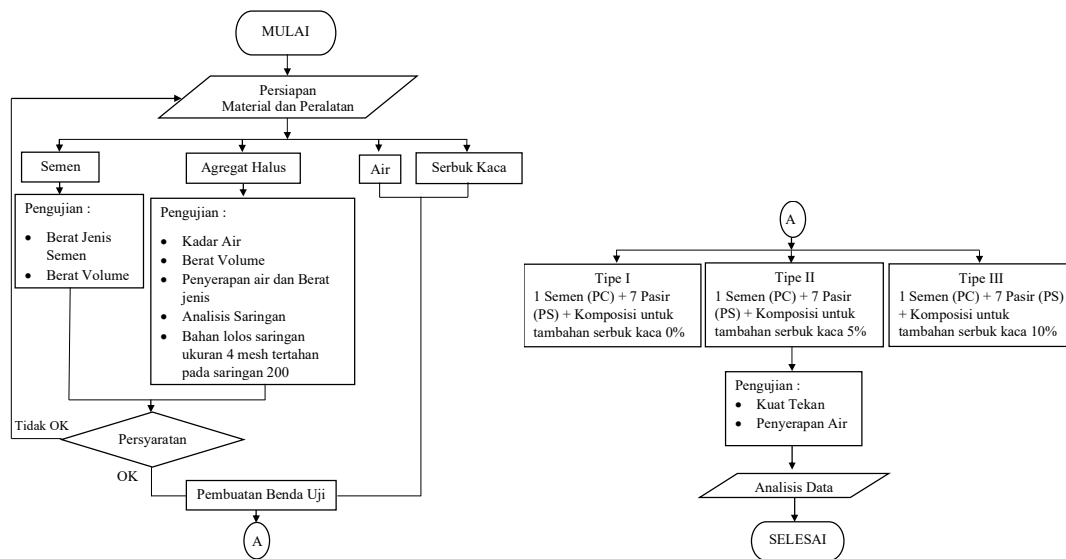 MULAI
Persiapan
Material dan Peralatan
Semen
Agregat Halus
Air
Serbuk Kaca
Pengujian :
• Berat Jenis
Semen
• Berat Volume
Pengujian :
• Kadar Air
• Berat Volume
• Penyerapan air dan Berat
jenis
• Analisis Saringan
• Bahan lolos saringan
ukuran 4 mesh tertahan
pada saringan 200
Tidak OK
Persyaratan
OK
Pembuatan Benda Uji
A
A
Tipe I
1 Semen (PC) + 7 Pasir
(PS) + Komposisi untuk
tambahan serbuk kaca 0%
Tipe II
1 Semen (PC) + 7 Pasir
(PS) + Komposisi untuk
tambahan serbuk kaca 5%
Tipe III
1 Semen (PC) + 7 Pasir (PS)
+ Komposisi untuk
tambahan serbuk kaca 10%
Pengujian :
• Kuat Tekan
• Penyerapan Air
Analisis Data
SELESAI